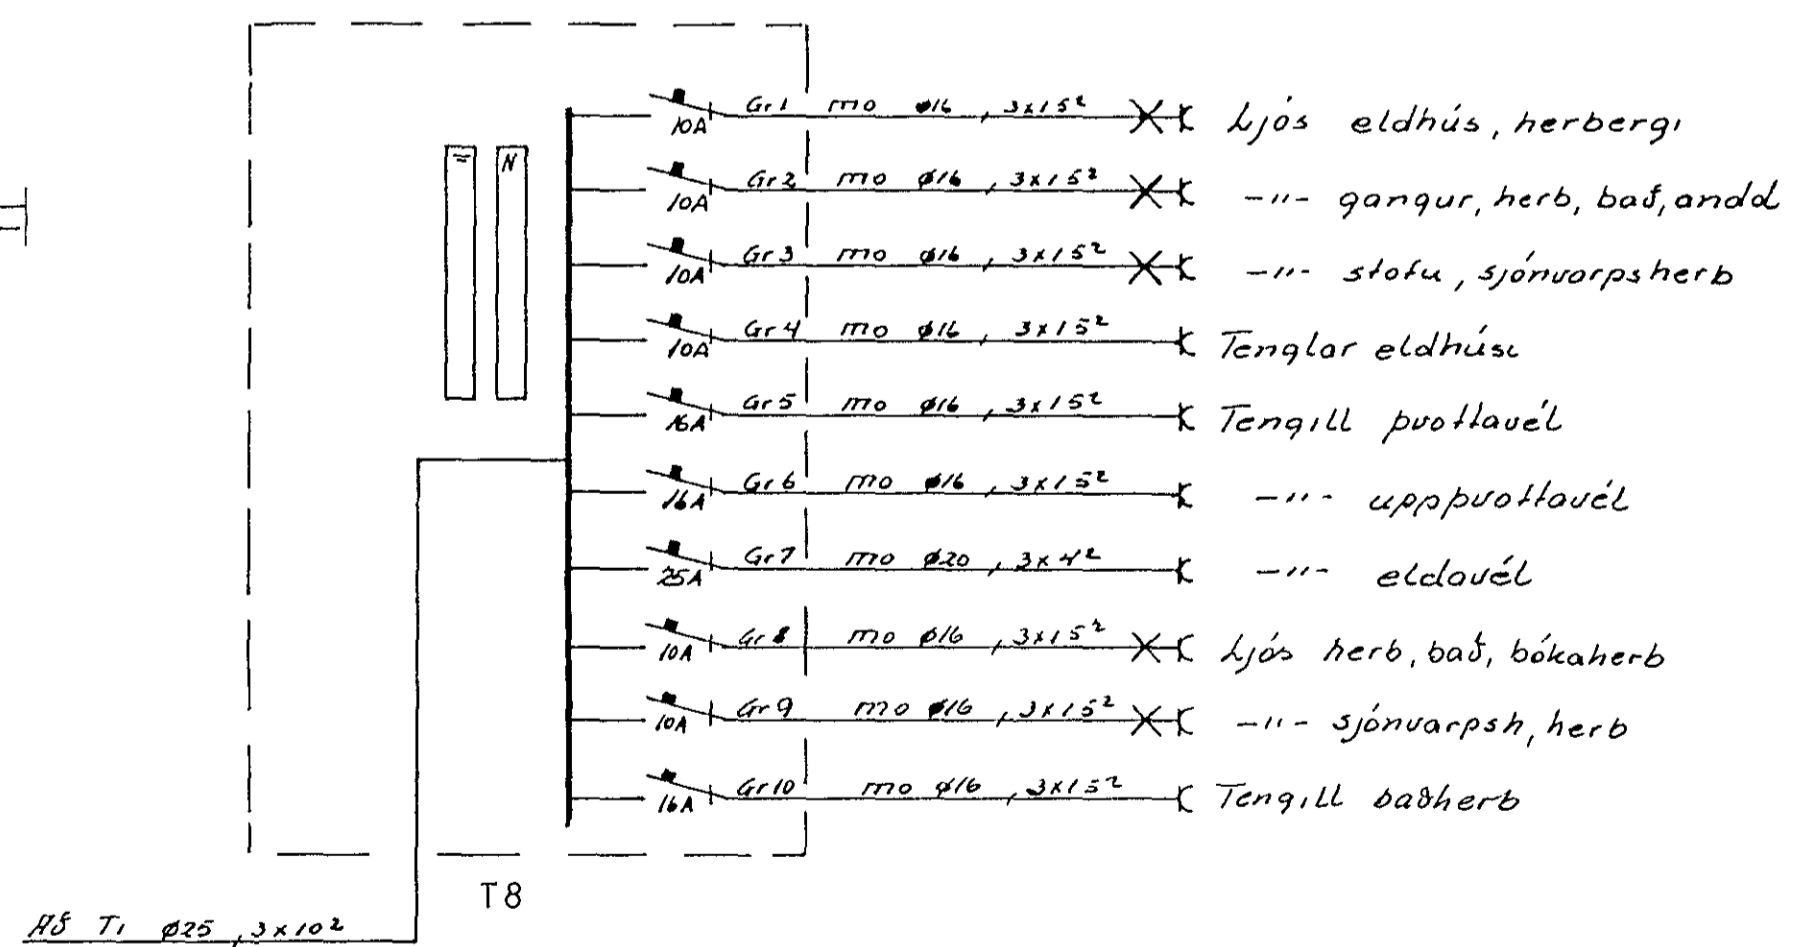 10A Gr1 mo ø16, 3x1 5² Ljós eldhús, herbergi
10A Gr2 mo ø16, 3x1 5² -"- gangur, herb, bað, andd
10A Gr3 mo ø16, 3x1 5² -"- stofu, sjónvarpsherb
10A Gr4 mo ø16, 3x1 5² Tenglar eldhúsi
16A Gr5 mo ø16, 3x1 5² Tengill þvottavél
16A Gr6 mo ø16, 3x1 5² -"- uppþvottavél
25A Gr7 mo ø20, 3x4² -"- eldavél
10A Gr8 mo ø16, 3x1 5² Ljós herb, bað, bókaherb
10A Gr9 mo ø16, 3x1 5² -"- sjónvarpsh, herb
16A Gr10 mo ø16, 3x1 5² Tengill baðherb
N
T8
Að T1 ø25, 3x10²